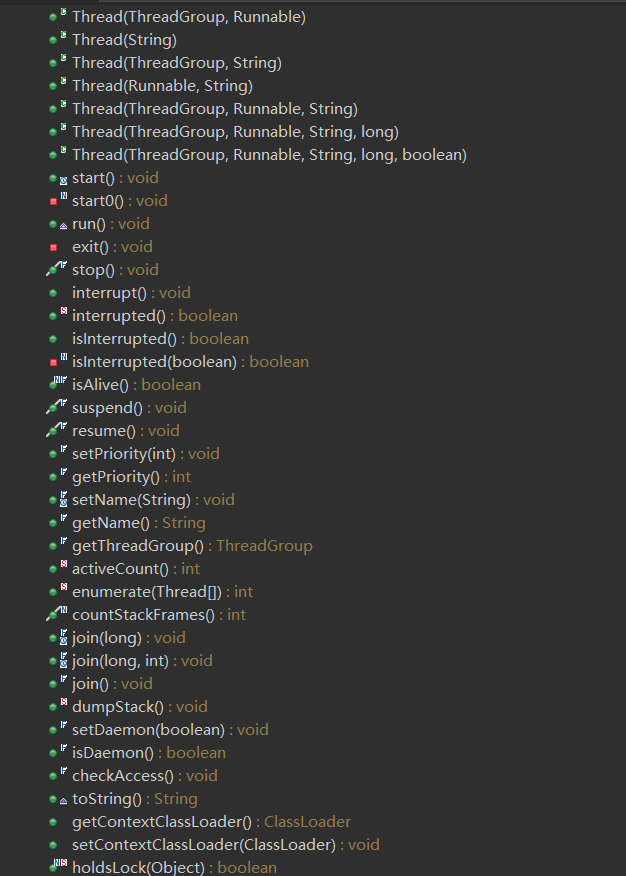 Thread(ThreadGroup, Runnable)
Thread(String)
Thread(ThreadGroup, String)
Thread(Runnable, String)
Thread(ThreadGroup, Runnable, String)
Thread(ThreadGroup, Runnable, String, long)
Thread(ThreadGroup, Runnable, String, long, boolean)
start() : void
start0() : void
run() : void
exit() : void
stop() : void
interrupt() : void
interrupted() : boolean
isInterrupted() : boolean
isInterrupted(boolean) : boolean
isAlive() : boolean
suspend() : void
resume() : void
setPriority(int) : void
getPriority() : int
setName(String) : void
getName() : String
getThreadGroup() : ThreadGroup
activeCount() : int
enumerate(Thread[]) : int
countStackFrames() : int
join(long) : void
join(long, int) : void
join() : void
dumpStack() : void
setDaemon(boolean) : void
isDaemon() : boolean
checkAccess() : void
toString() : String
getContextClassLoader() : ClassLoader
setContextClassLoader(ClassLoader) : void
holdsLock(Object) : boolean